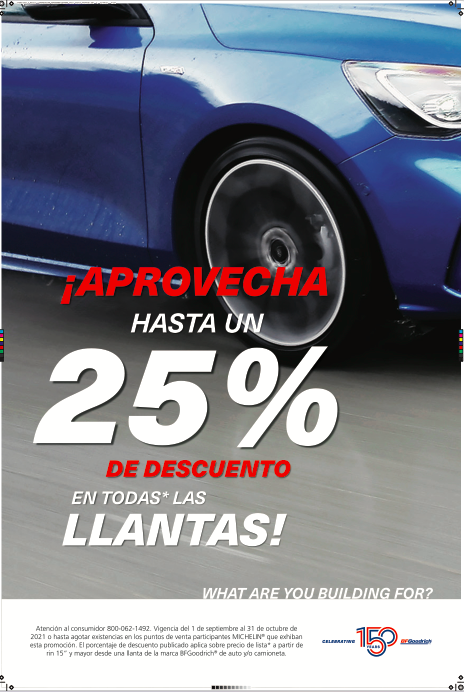 ¡APROVECHA
HASTA UN
25%
DE DESCUENTO
EN TODAS* LAS
LLANTAS!
WHAT ARE YOU BUILDING FOR?
Atención al consumidor 800-062-1492. Vigencia del 1 de septiembre al 31 de octubre de
2021 o hasta agotar existencias en los puntos de venta participantes MICHELIN® que exhiban
esta promoción. El porcentaje de descuento publicado aplica sobre precio de lista* a partir de
rin 15" y mayor desde una llanta de la marca BFGoodrich® de auto y/o camioneta.
CELEBRATING 150 YEARS BFGoodrich